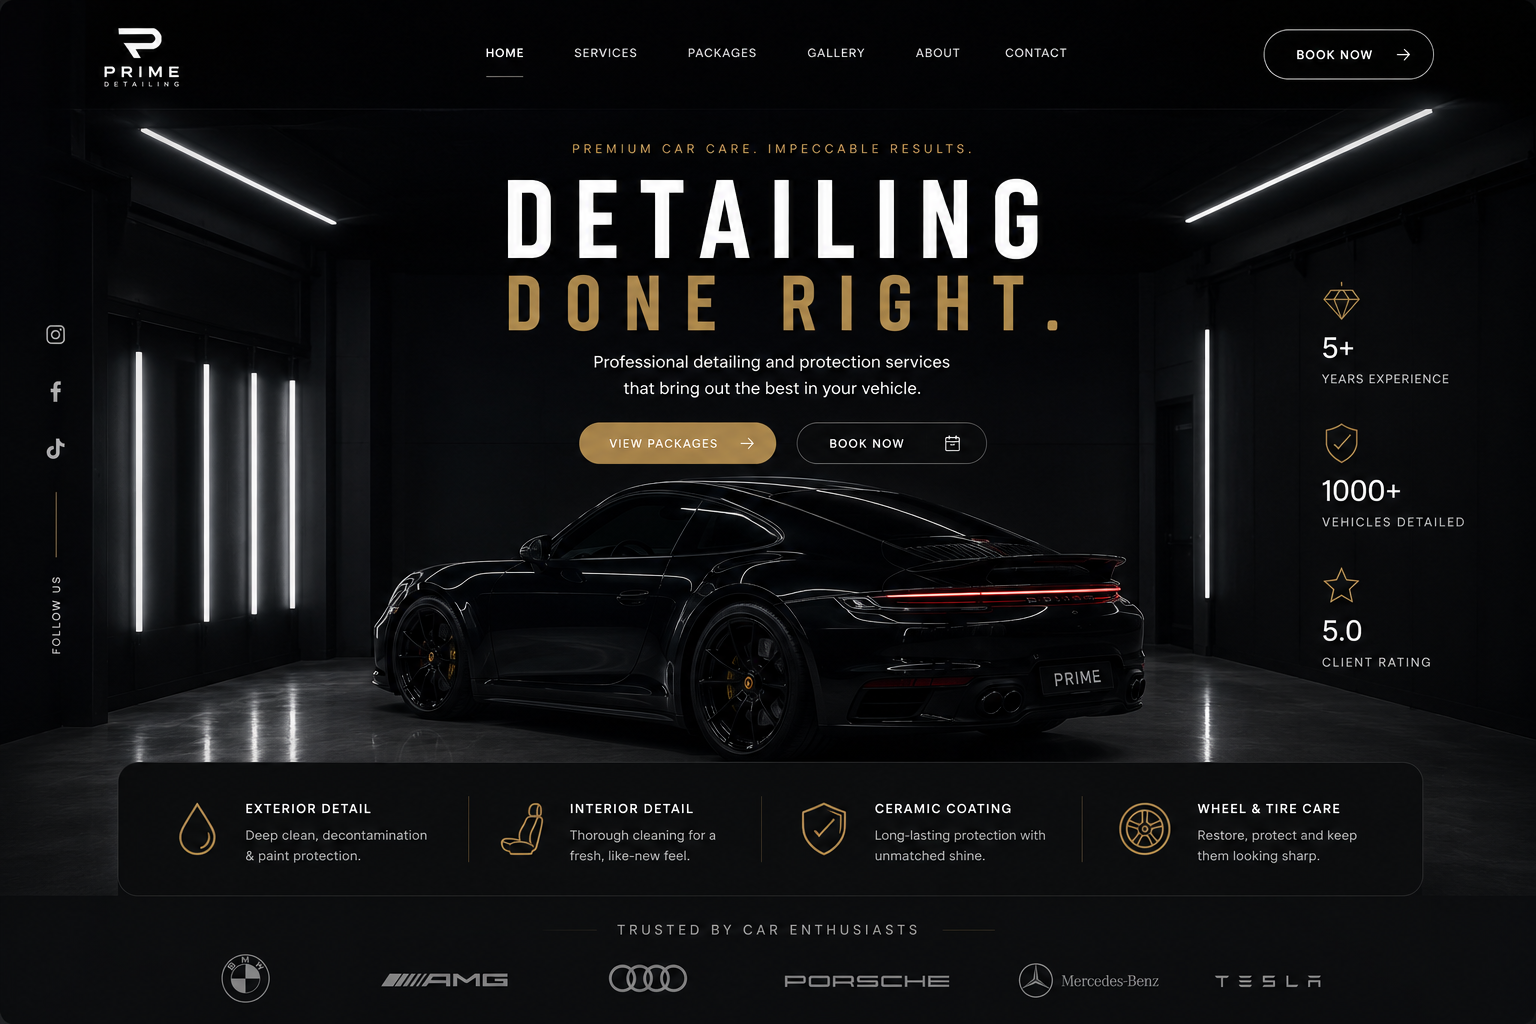 PRIME
DETAILING
HOME
SERVICES
PACKAGES
GALLERY
ABOUT
CONTACT
BOOK NOW
PREMIUM CAR CARE. IMPECCABLE RESULTS.
DETAILING
DONE RIGHT.
Professional detailing and protection services
that bring out the best in your vehicle.
VIEW PACKAGES
BOOK NOW
FOLLOW US
5+
YEARS EXPERIENCE
1000+
VEHICLES DETAILED
5.0
CLIENT RATING
PRIME
EXTERIOR DETAIL
Deep clean, decontamination
& paint protection.
INTERIOR DETAIL
Thorough cleaning for a
fresh, like-new feel.
CERAMIC COATING
Long-lasting protection with
unmatched shine.
WHEEL & TIRE CARE
Restore, protect and keep
them looking sharp.
TRUSTED BY CAR ENTHUSIASTS
BMW
AMG
PORSCHE
Mercedes-Benz
TESLA